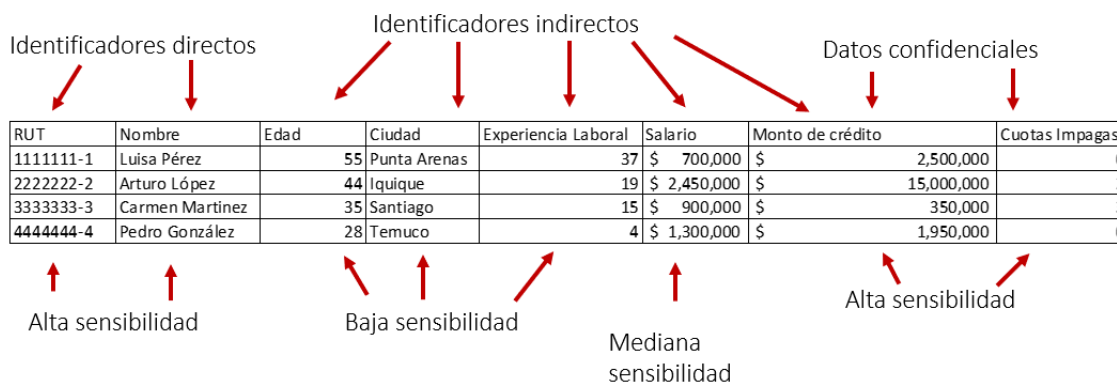 Identificadores directos
Identificadores indirectos
Datos confidenciales
RUT Nombre Edad Ciudad Experiencia Laboral Salario Monto de crédito Cuotas Impagas
1111111-1 Luisa Pérez 55 Punta Arenas 37 $ 700,000 $ 2,500,000
2222222-2 Arturo López 44 Iquique 19 $ 2,450,000 $ 15,000,000
3333333-3 Carmen Martinez 35 Santiago 15 $ 900,000 $ 350,000
4444444-4 Pedro González 28 Temuco 4 $ 1,300,000 $ 1,950,000
Alta sensibilidad
Baja sensibilidad
Mediana
sensibilidad
Alta sensibilidad